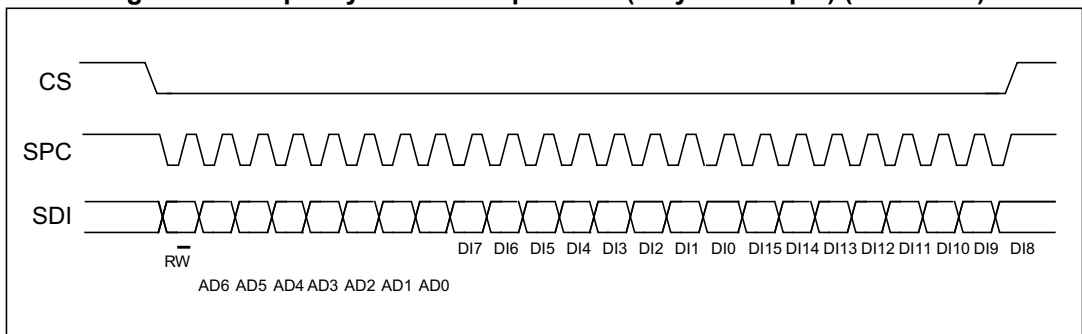 CS
SPC
SDI
RW
DI7 DI6 DI5 DI4 DI3 DI2 DI1 DI0 DI15 DI14 DI13 DI12 DI11 DI10 DI9 DI8
AD6 AD5 AD4 AD3 AD2 AD1 AD0